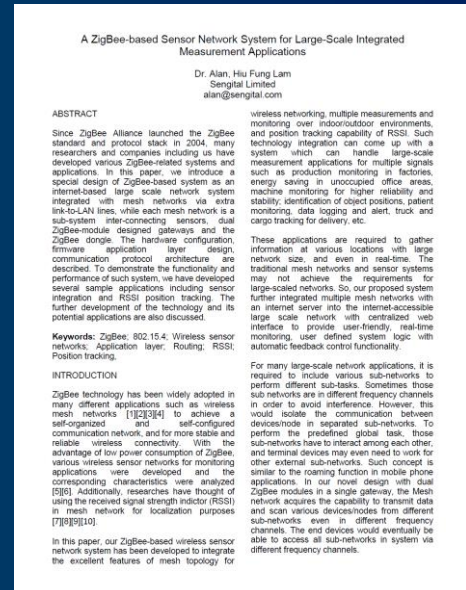 A ZigBee-based Sensor Network System for Large-Scale Integrated
Measurement Applications
Dr. Alan, Hiu Fung Lam
Sengital Limited
alan@sengital.com
ABSTRACT
Since ZigBee Alliance launched the ZigBee
standard and protocol stack in 2004, many
researchers and companies including us have
developed various ZigBee-related systems and
applications. In this paper, we introduce a
special design of ZigBee-based system as an
internet-based large scale network system
integrated with mesh networks via extra
link-to-LAN lines, while each mesh network is a
sub-system inter-connecting sensors, dual
ZigBee-module designed gateways and the
ZigBee dongle. The hardware configuration,
firmware application layer design,
communication protocol architecture are
described. To demonstrate the functionality and
performance of such system, we have developed
several sample applications including sensor
integration and RSSI position tracking. The
further development of the technology and its
potential applications are also discussed.
Keywords: ZigBee; 802.15.4; Wireless sensor
networks; Application layer; Routing; RSSI;
Position tracking,
INTRODUCTION
ZigBee technology has been widely adopted in
many different applications such as wireless
mesh networks [1][2][3][4] to achieve a
self-organized and self-configured
communication network, and for more stable and
reliable wireless connectivity. With the
advantage of low power consumption of ZigBee,
various wireless sensor networks for monitoring
applications were developed and the
corresponding characteristics were analyzed
[5][6]. Additionally, researches have thought of
using the received signal strength indictor (RSSI)
in mesh network for localization purposes
[7][8][9][10].
In this paper, our ZigBee-based wireless sensor
network system has been developed to integrate
the excellent features of mesh topology for
wireless networking, multiple measurements and
monitoring over indoor/outdoor environments,
and position tracking capability of RSSI. Such
technology integration can come up with a
system which can handle large-scale
measurement applications for multiple signals
such as production monitoring in factories,
energy saving in unoccupied office areas,
machine monitoring for higher reliability and
stability; identification of object positions, patient
monitoring, data logging and alert, truck and
cargo tracking for delivery, etc.
These applications are required to gather
information at various locations with large
network size, and even in real-time. The
traditional mesh networks and sensor systems
may not achieve the requirements for
large-scaled networks. So, our proposed system
further integrated multiple mesh networks with
an internet server into the internet-accessible
large scale network with centralized web
interface to provide user-friendly, real-time
monitoring, user defined system logic with
automatic feedback control functionality.
For many large-scale network applications, it is
required to include various sub-networks to
perform different sub-tasks. Sometimes those
sub networks are in different frequency channels
in order to avoid interference. However, this
would isolate the communication between
devices/node in separated sub-networks. To
perform the predefined global task, those
sub-networks have to interact among each other,
and terminal devices may even need to work for
other external sub-networks. Such concept is
similar to the roaming function in mobile phone
applications. In our novel design with dual
ZigBee modules in a single gateway, the Mesh
network acquires the capability to transmit data
and scan various devices/nodes from different
sub-networks even in different frequency
channels. The end devices would eventually be
able to access all sub-networks in system via
different frequency channels.